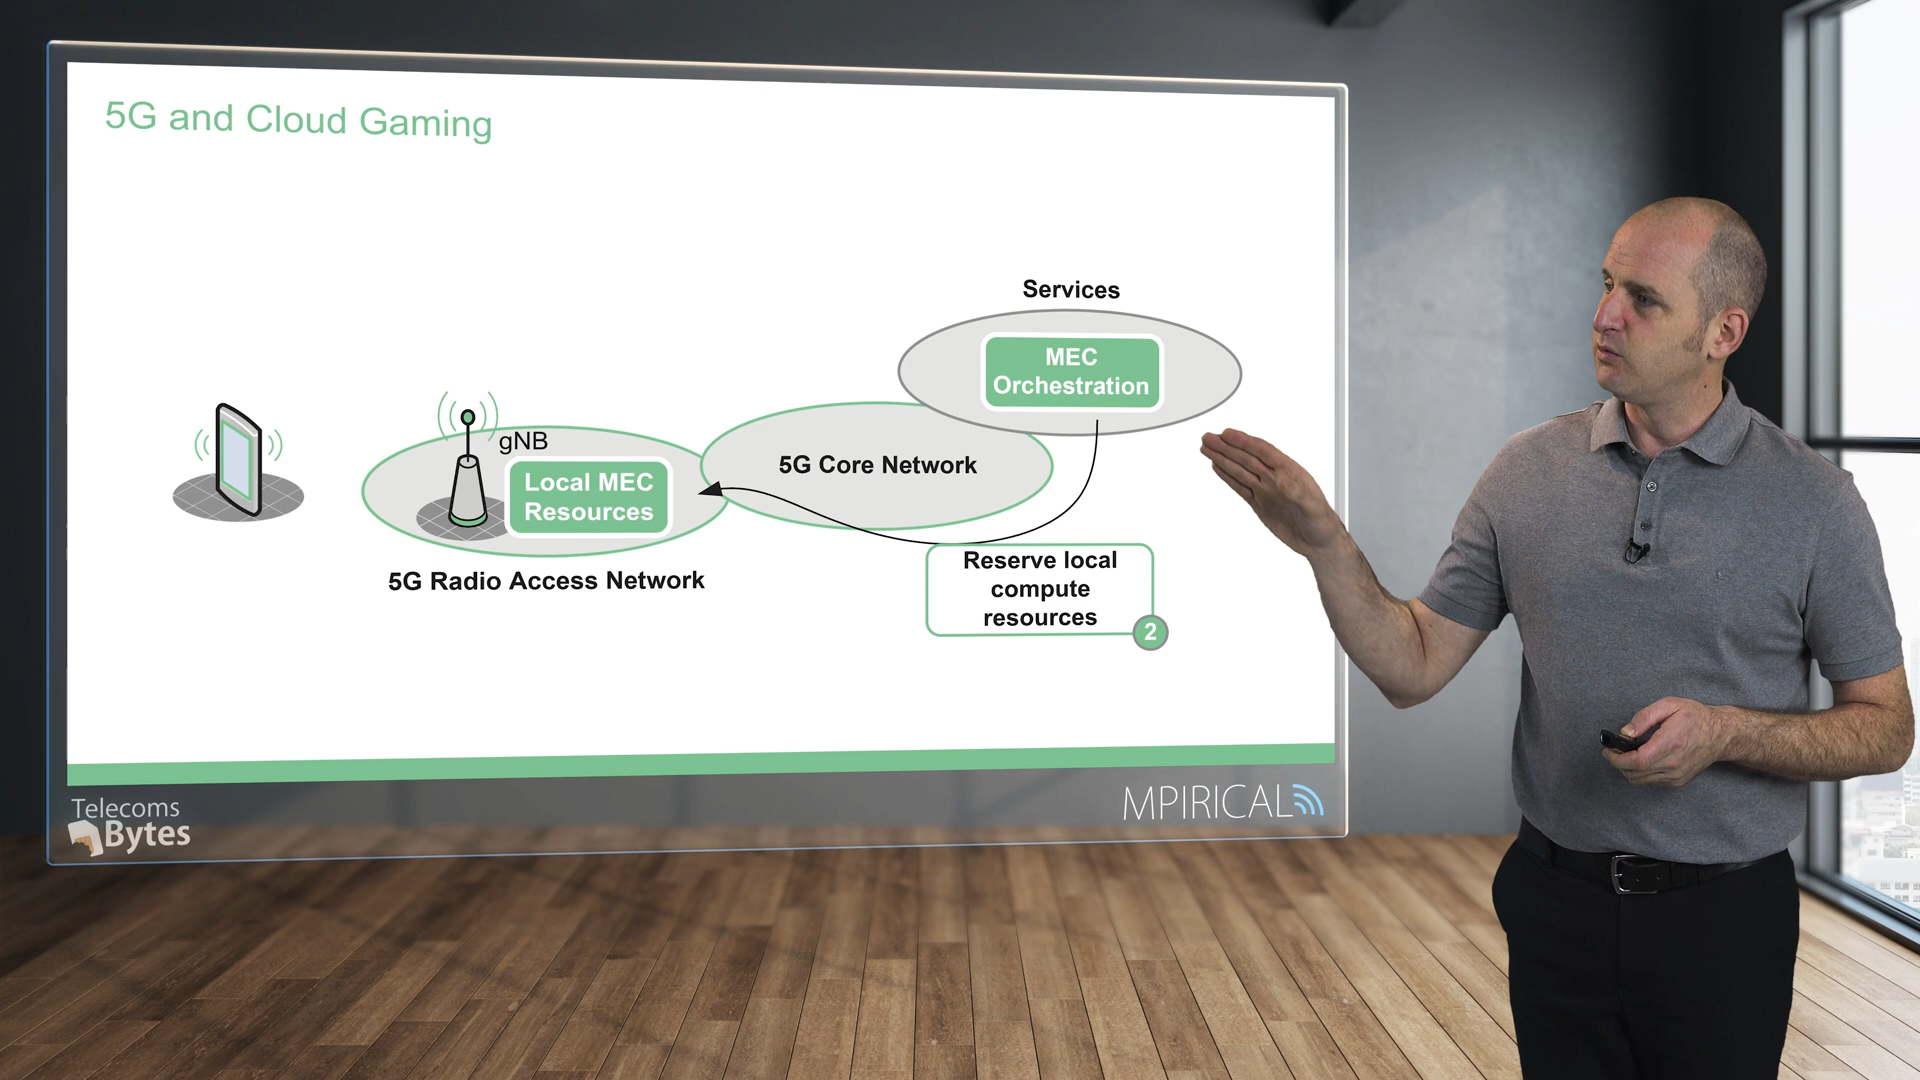 5G and Cloud Gaming
Services
MEC
Orchestration
gNB
Local MEC
Resources
5G Core Network
5G Radio Access Network
Reserve local
compute
resources
2
Telecoms
Bytes
MPIRICAL